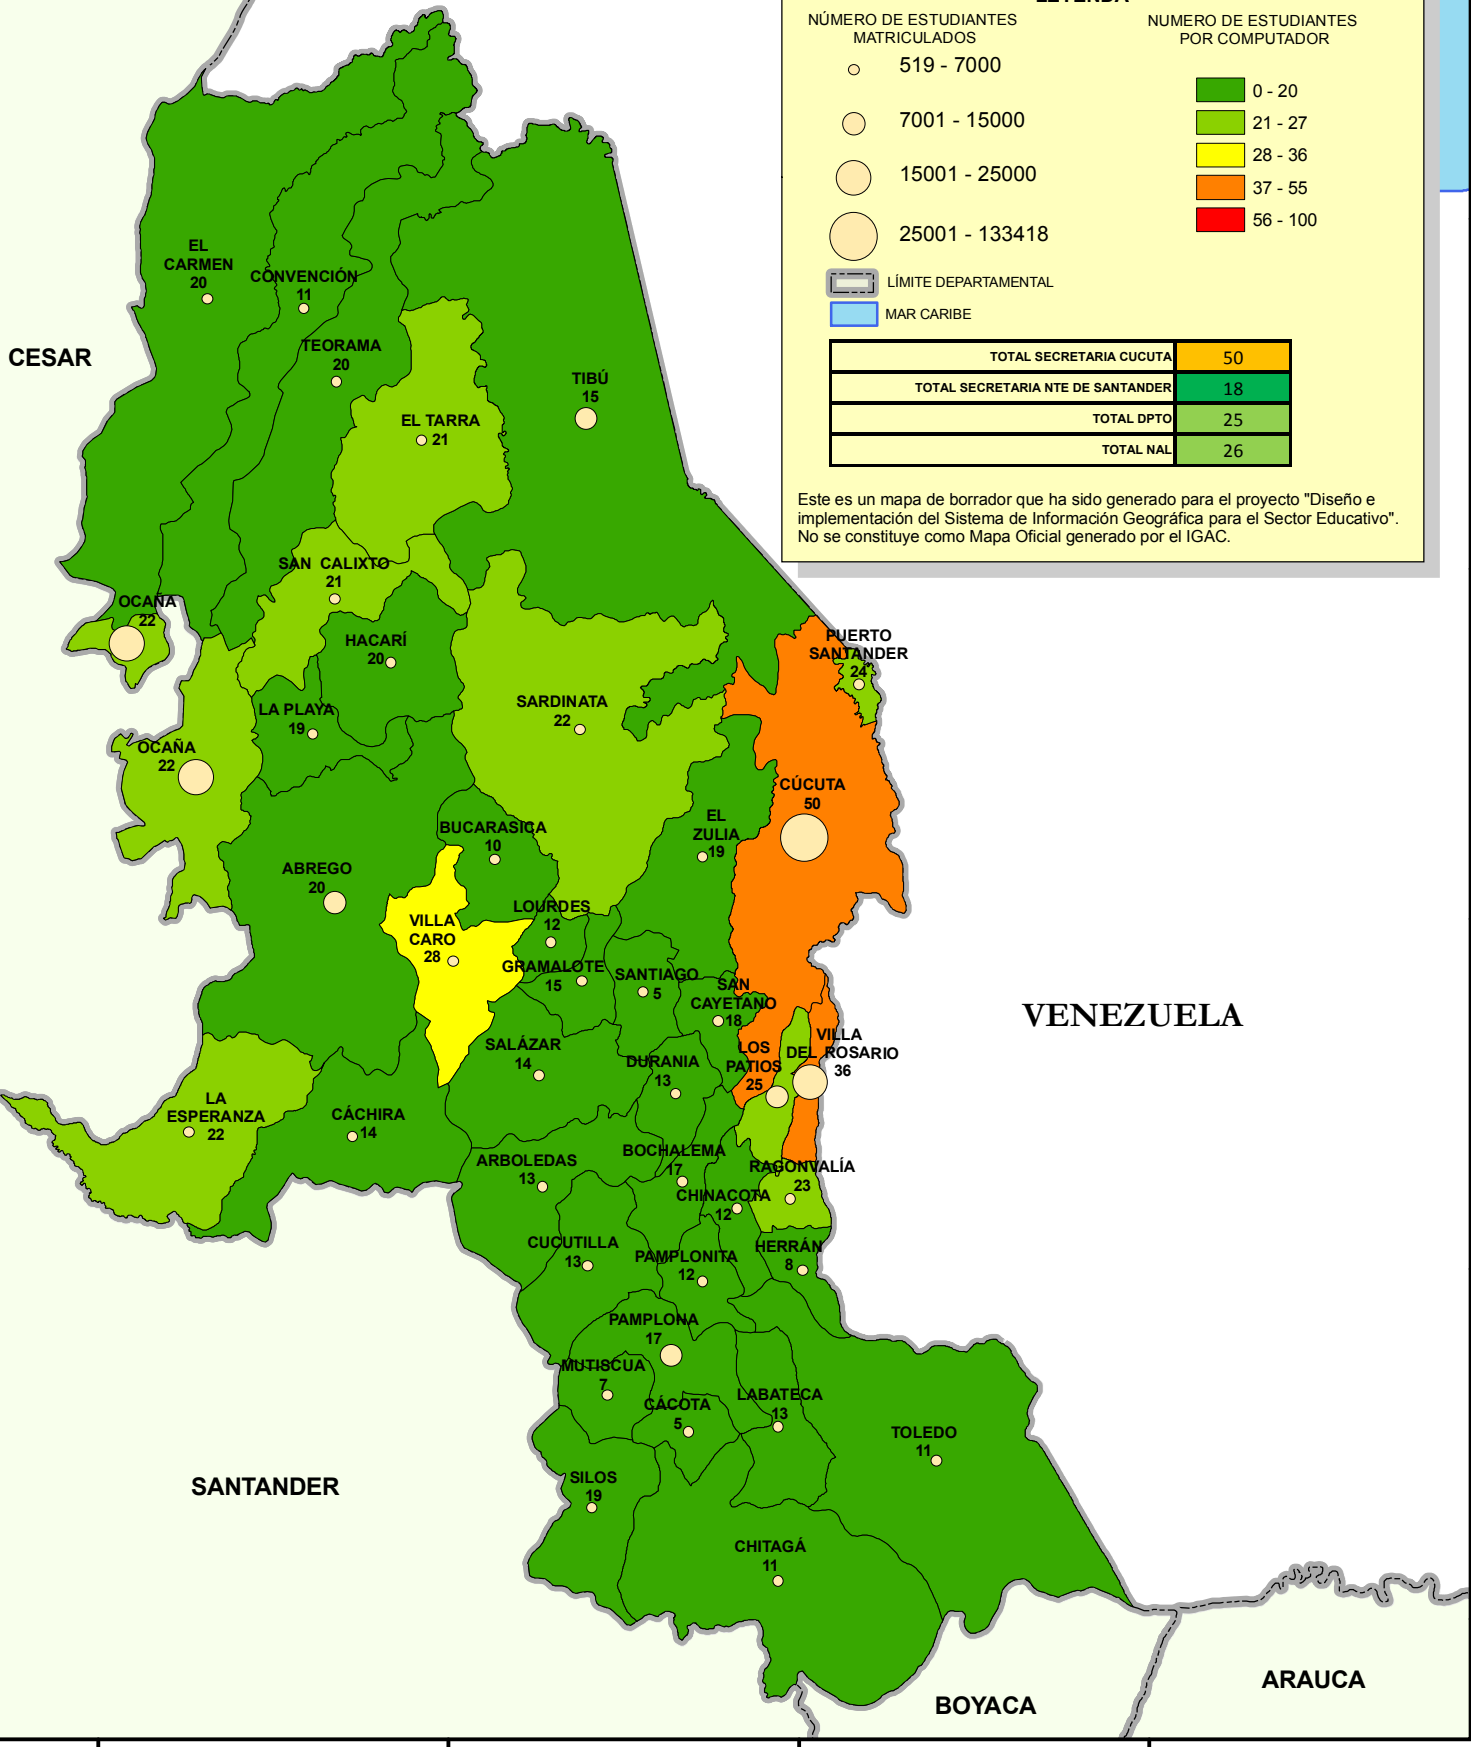 NÚMERO DE ESTUDIANTES
MATRICULADOS
519 - 7000
7001 - 15000
15001 - 25000
25001 - 133418
LÍMITE DEPARTAMENTAL
MAR CARIBE
NUMERO DE ESTUDIANTES
POR COMPUTADOR
0 - 20
21 - 27
28 - 36
37 - 55
56 - 100
TOTAL SECRETARIA CUCUTA 50
TOTAL SECRETARIA NTE DE SANTANDER 18
TOTAL DPTO 25
TOTAL NAL 26
Este es un mapa de borrador que ha sido generado para el proyecto "Diseño e
implementación del Sistema de Información Geográfica para el Sector Educativo".
No se constituye como Mapa Oficial generado por el IGAC.
EL
CARMEN
20
CONVENCIÓN
11
TEORAMA
20
CESAR
TIBÚ
15
EL TARRA
21
SAN CALIXTO
21
OCAÑA
22
HACARÍ
20
PUERTO
SANTANDER
24
SARDINATA
22
LA PLAYA
19
OCAÑA
22
CÚCUTA
50
EL
ZULIA
19
BUCARASICA
10
ABREGO
20
LOURDES
12
VILLA
CARO
28
GRAMALOTE
15
SANTIAGO
5
SAN
CAYETANO
18
VENEZUELA
VILLA
DEL ROSARIO
36
LOS
PATIOS
25
SALÁZAR
14
DURANIA
13
LA
ESPERANZA
22
CÁCHIRA
14
ARBOLEDAS
13
BOCHALEMA
17
RAGONVALÍA
23
CHINACOTA
12
CUCUTILLA
13
PAMPLONITA
12
HERRÁN
8
PAMPLONA
17
MUTISCUA
7
CÁCOTA
5
LABATECA
13
TOLEDO
11
SILOS
19
SANTANDER
CHITAGÁ
11
ARAUCA
BOYACA